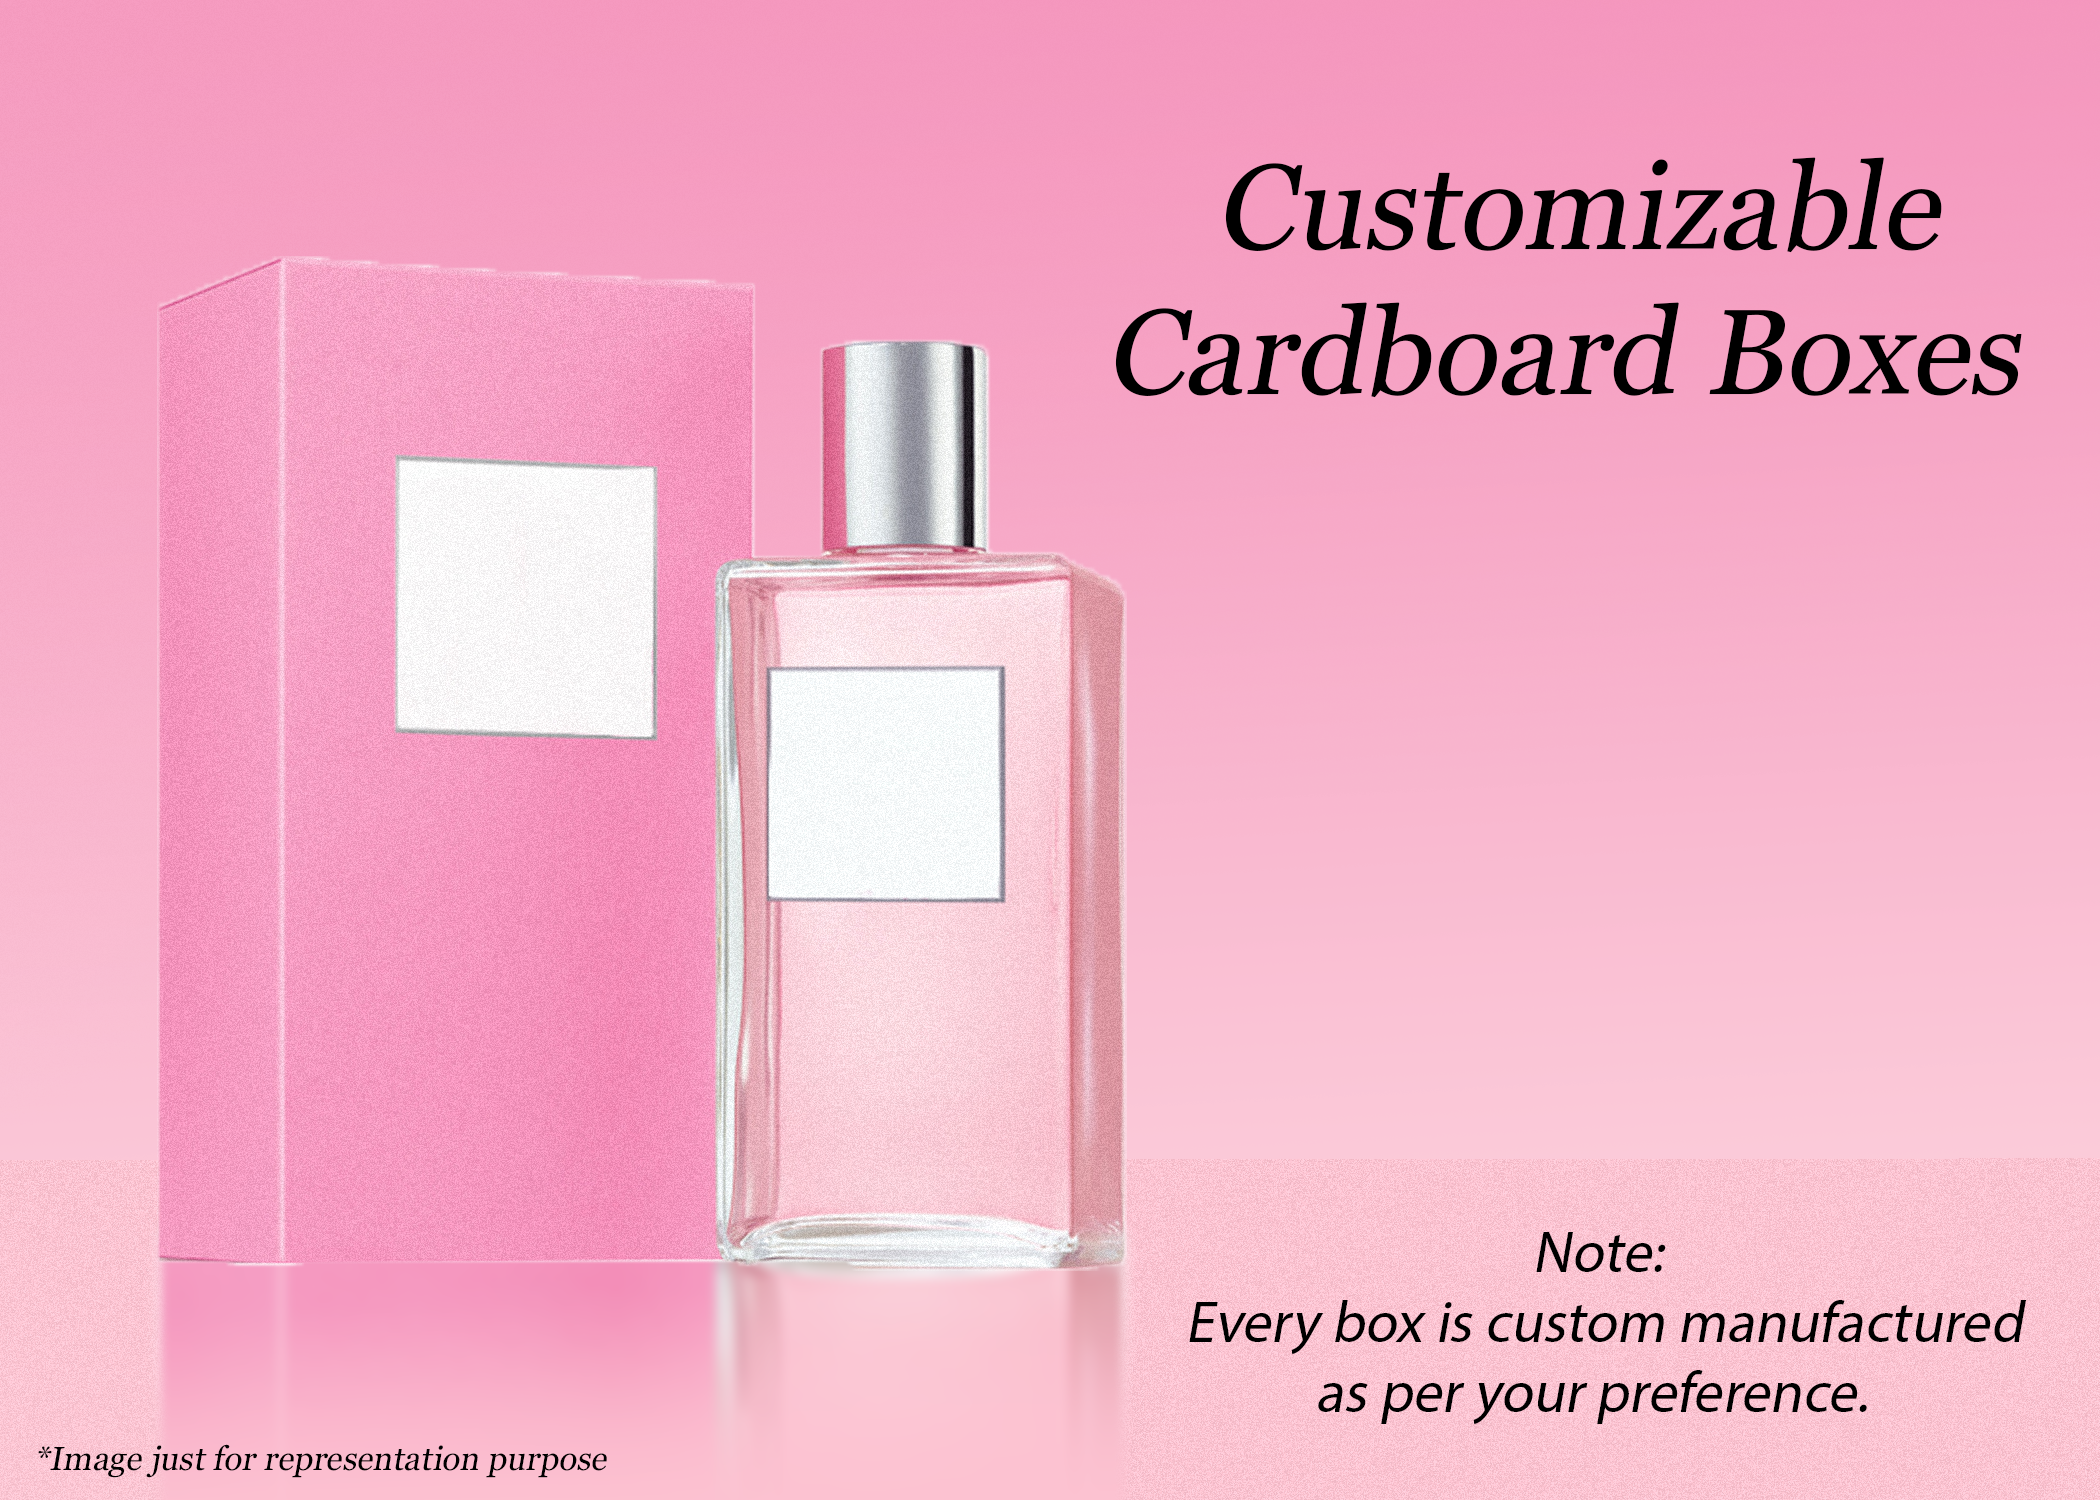 Customizable
Cardboard Boxes
Note:
Every box is custom manufactured
as per your preference.
*Image just for representation purpose